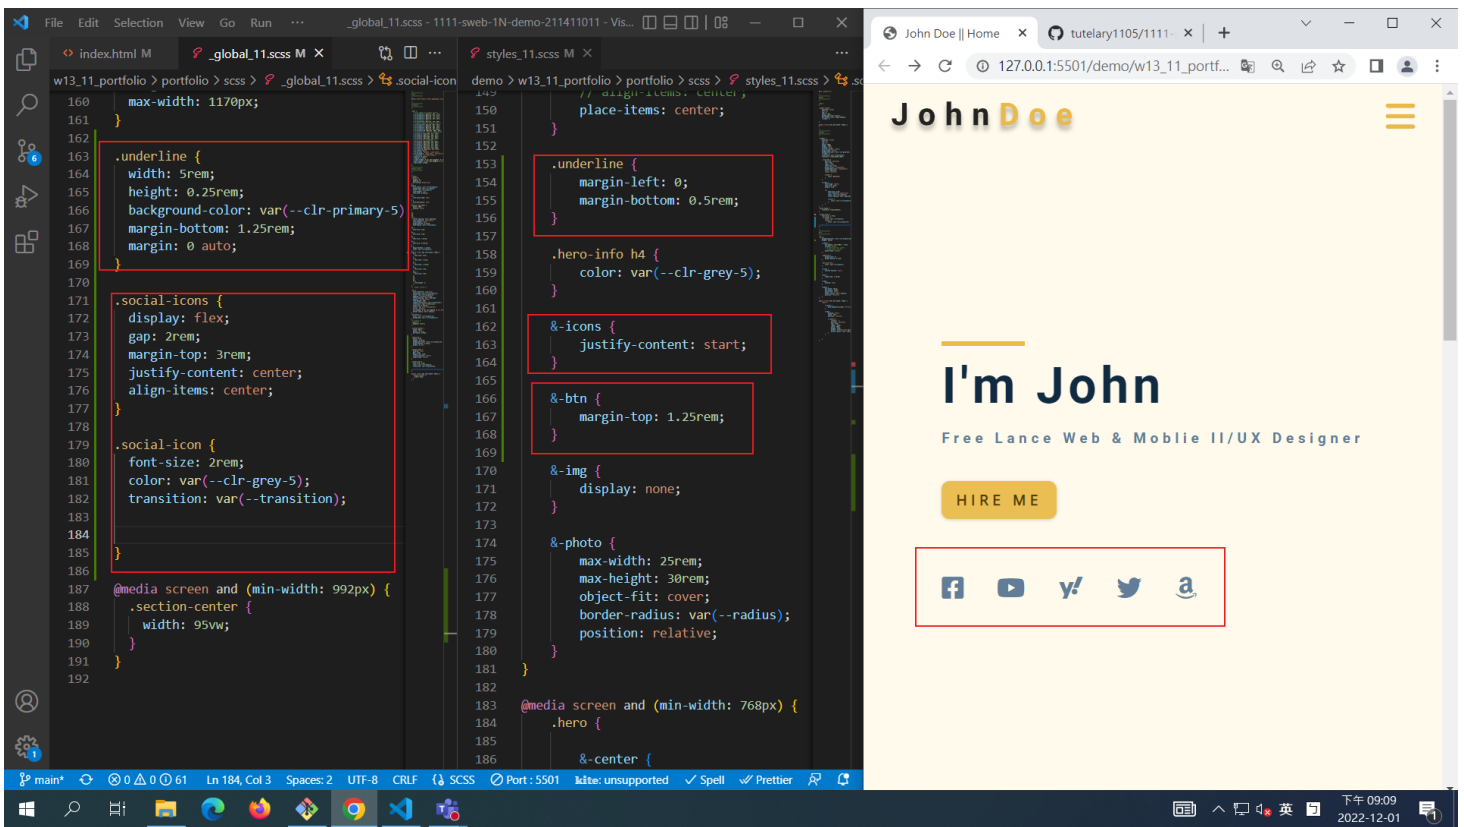 File Edit Selection View Go Run ··· _global_11.scss - 1111-sweb-1N-demo-211411011 - Vis...
index.html M _global_11.scss M
w13_11_portfolio > portfolio > scss > _global_11.scss > .social-icon
160 max-width: 1170px;
161 }
162
163 .underline {
164 width: 5rem;
165 height: 0.25rem;
166 background-color: var(--clr-primary-5)
167 margin-bottom: 1.25rem;
168 margin: 0 auto;
169 }
170
171 .social-icons {
172 display: flex;
173 gap: 2rem;
174 margin-top: 3rem;
175 justify-content: center;
176 align-items: center;
177 }
178
179 .social-icon {
180 font-size: 2rem;
181 color: var(--clr-grey-5);
182 transition: var(--transition);
183
184
185 }
186
187 @media screen and (min-width: 992px) {
188 .section-center {
189 width: 95vw;
190 }
191 }
192
styles_11.scss M
demo > w13_11_portfolio > portfolio > scss > styles_11.scss > .sc
149 // align-items: center;
150 place-items: center;
151 }
152
153 .underline {
154 margin-left: 0;
155 margin-bottom: 0.5rem;
156 }
157
158 .hero-info h4 {
159 color: var(--clr-grey-5);
160 }
161
162 &-icons {
163 justify-content: start;
164 }
165
166 &-btn {
167 margin-top: 1.25rem;
168 }
169
170 &-img {
171 display: none;
172 }
173
174 &-photo {
175 max-width: 25rem;
176 max-height: 30rem;
177 object-fit: cover;
178 border-radius: var(--radius);
179 position: relative;
180 }
181 }
182
183 @media screen and (min-width: 768px) {
184 .hero {
185
186 &-center {
6
1
main* 0 0 61 Ln 184, Col 3 Spaces: 2 UTF-8 CRLF SCSS Port : 5501 kite: unsupported Spell Prettier
John Doe || Home tutelary1105/1111-
127.0.0.1:5501/demo/w13_11_portf...
JohnDoe
I'm John
Free Lance Web & Moblie II/UX Designer
HIRE ME
y!
a
英
下午 09:09
2022-12-01
1